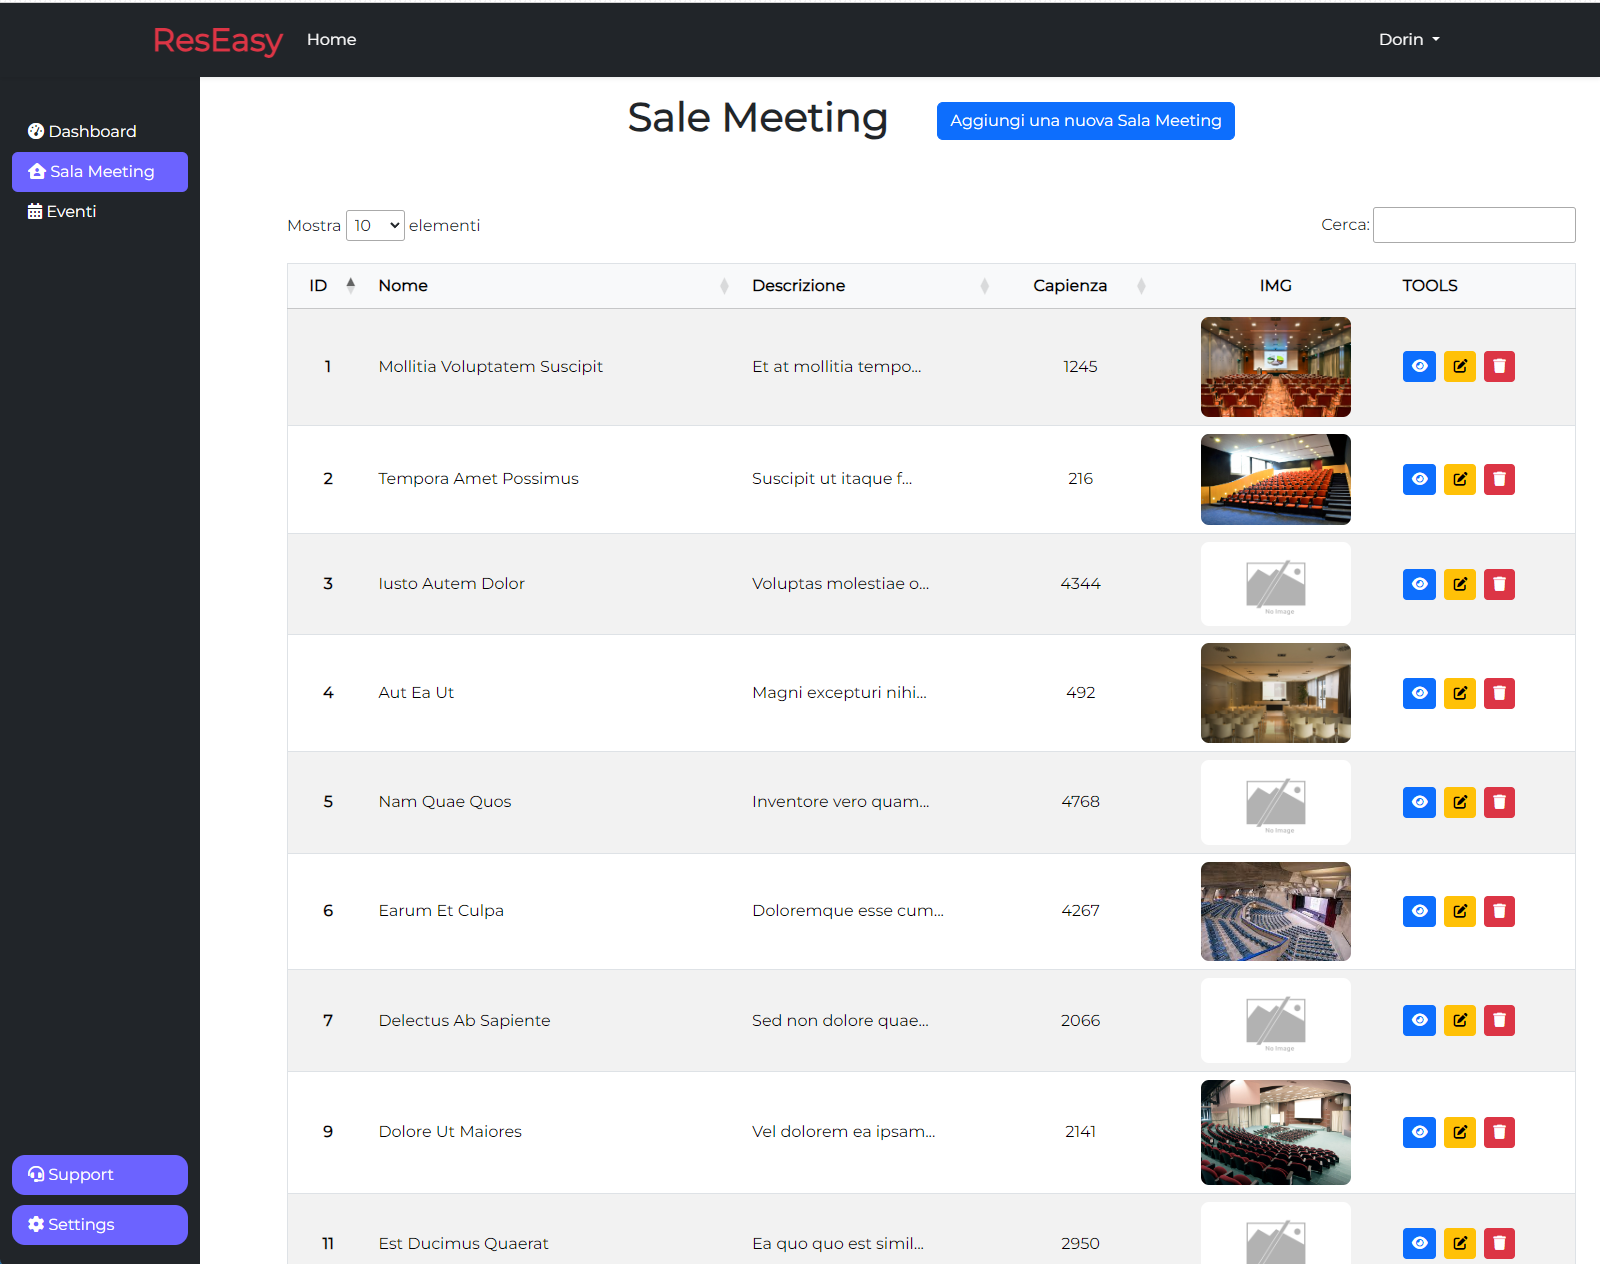 ResEasy Home Dorin
Dashboard
Sala Meeting
Eventi
Support
Settings
Sale Meeting Aggiungi una nuova Sala Meeting
Mostra 10 elementi Cerca:
ID Nome Descrizione Capienza IMG TOOLS
1 Mollitia Voluptatem Suscipit Et at mollitia tempo... 1245
2 Tempora Amet Possimus Suscipit ut itaque f... 216
3 Iusto Autem Dolor Voluptas molestiae o... 4344 No Image
4 Aut Ea Ut Magni excepturi nihi... 492
5 Nam Quae Quos Inventore vero quam... 4768 No Image
6 Earum Et Culpa Doloremque esse cum... 4267
7 Delectus Ab Sapiente Sed non dolore quae... 2066 No Image
9 Dolore Ut Maiores Vel dolorem ea ipsam... 2141
11 Est Ducimus Quaerat Ea quo quo est simil... 2950